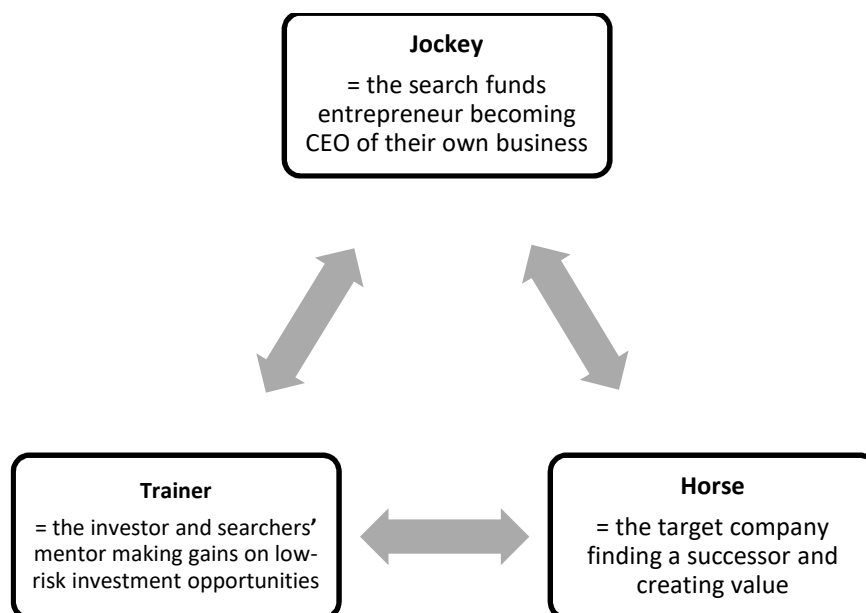 Jockey
= the search funds
entrepreneur becoming
CEO of their own business
Trainer
= the investor and searchers’
mentor making gains on low-
risk investment opportunities
Horse
= the target company
finding a successor and
creating value